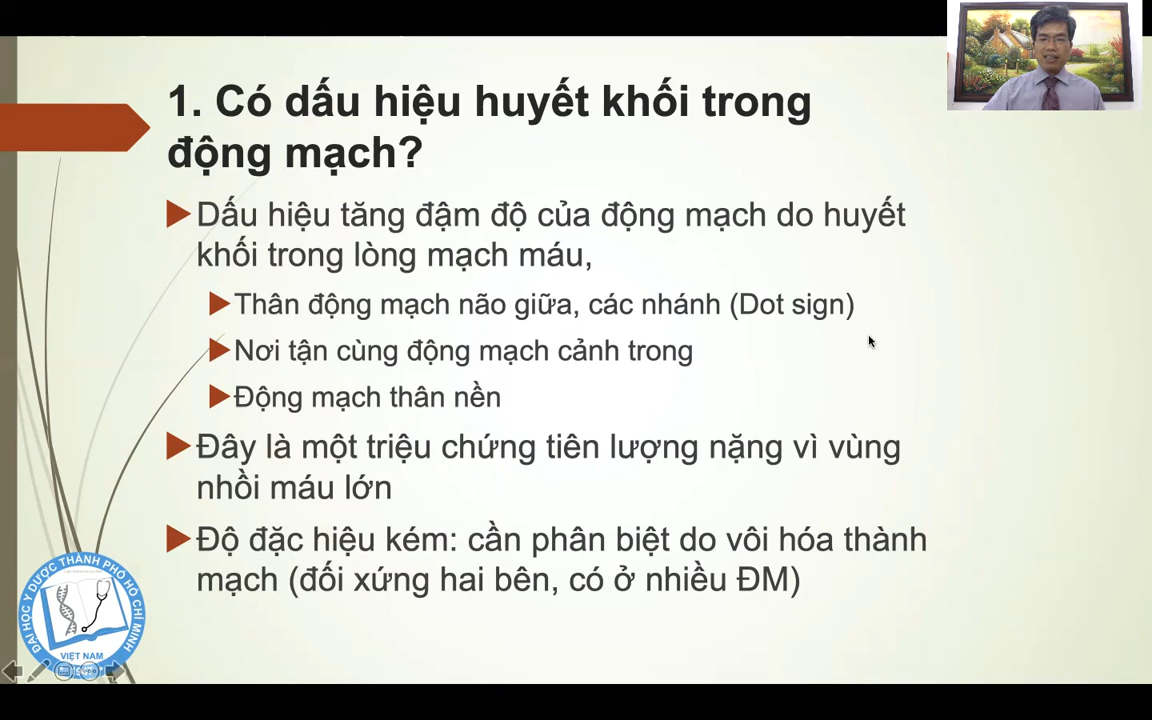 1. Có dấu hiệu huyết khối trong
động mạch?
Dấu hiệu tăng đậm độ của động mạch do huyết
khối trong lòng mạch máu,
Thân động mạch não giữa, các nhánh (Dot sign)
Nơi tận cùng động mạch cảnh trong
Động mạch thân nền
Đây là một triệu chứng tiên lượng nặng vì vùng
nhồi máu lớn
Độ đặc hiệu kém: cần phân biệt do vôi hóa thành
mạch (đối xứng hai bên, có ở nhiều ĐM)
ĐẠI HỌC Y DƯỢC THÀNH PHỐ HỒ CHÍ MINH
VIỆT NAM